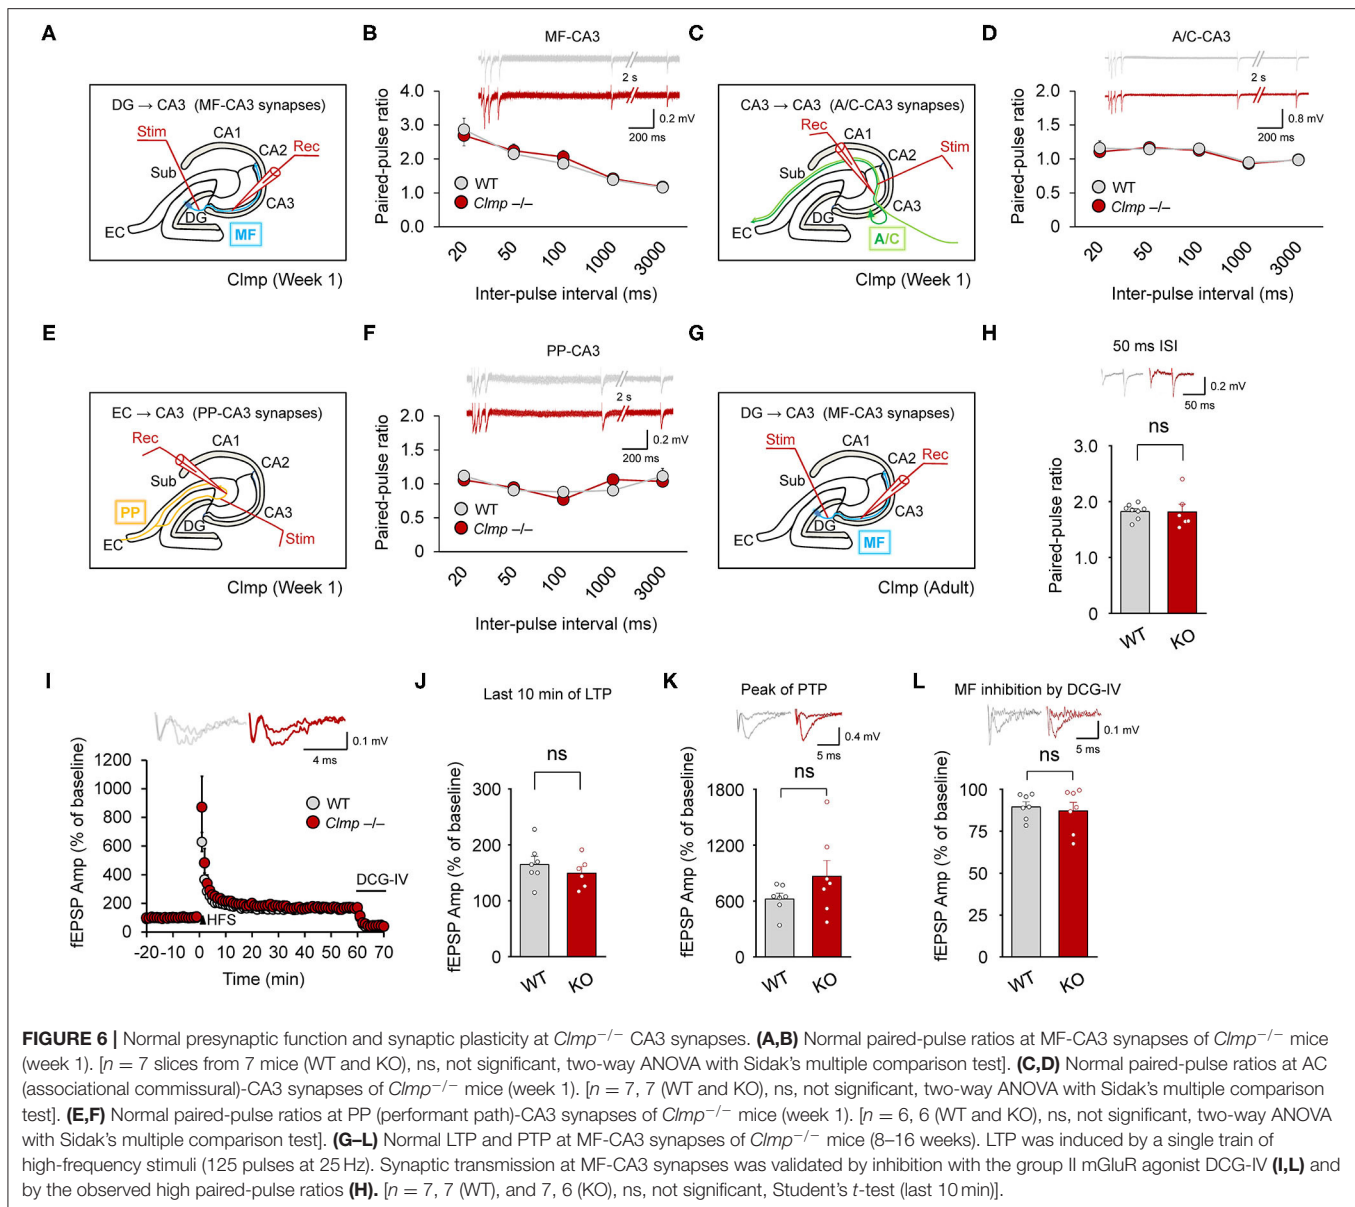 A
DG → CA3 (MF-CA3 synapses)
Stim
CA1
CA2
Rec
Sub
CA3
DG
EC
MF
Clmp (Week 1)
B
MF-CA3
2 s
0.2 mV
200 ms
Paired-pulse ratio
4.0
3.0
2.0
1.0
0.0
WT
Clmp –/–
20
50
100
1000
3000
Inter-pulse interval (ms)
C
CA3 → CA3 (A/C-CA3 synapses)
Rec
CA1
CA2
Stim
Sub
CA3
DG
EC
A/C
Clmp (Week 1)
D
A/C-CA3
2 s
0.8 mV
200 ms
Paired-pulse ratio
2.0
1.5
1.0
0.5
0
WT
Clmp –/–
20
50
100
1000
3000
Inter-pulse interval (ms)
E
EC → CA3 (PP-CA3 synapses)
Rec
CA1
CA2
Sub
PP
CA3
DG
EC
Stim
Clmp (Week 1)
F
PP-CA3
2 s
0.2 mV
200 ms
Paired-pulse ratio
2.0
1.5
1.0
0.5
0
WT
Clmp –/–
20
50
100
1000
3000
Inter-pulse interval (ms)
G
DG → CA3 (MF-CA3 synapses)
Stim
CA1
CA2
Rec
Sub
CA3
DG
EC
MF
Clmp (Adult)
H
50 ms ISI
0.2 mV
50 ms
ns
Paired-pulse ratio
3.0
2.0
1.0
0
WT
KO
I
0.1 mV
4 ms
fEPSP Amp (% of baseline)
1200
1000
800
600
400
200
0
WT
Clmp –/–
DCG-IV
HFS
-20
-10
0
10
20
30
40
50
60
70
Time (min)
J
Last 10 min of LTP
ns
fEPSP Amp (% of baseline)
300
200
100
0
WT
KO
K
Peak of PTP
0.4 mV
5 ms
ns
fEPSP Amp (% of baseline)
1800
1200
600
0
WT
KO
L
MF inhibition by DCG-IV
0.1 mV
5 ms
ns
fEPSP Amp (% of baseline)
100
75
50
25
0
WT
KO
FIGURE 6 | Normal presynaptic function and synaptic plasticity at Clmp−/− CA3 synapses. (A,B) Normal paired-pulse ratios at MF-CA3 synapses of Clmp−/− mice
(week 1). [n = 7 slices from 7 mice (WT and KO), ns, not significant, two-way ANOVA with Sidak's multiple comparison test]. (C,D) Normal paired-pulse ratios at AC
(associational commissural)-CA3 synapses of Clmp−/− mice (week 1). [n = 7, 7 (WT and KO), ns, not significant, two-way ANOVA with Sidak's multiple comparison
test]. (E,F) Normal paired-pulse ratios at PP (performant path)-CA3 synapses of Clmp−/− mice (week 1). [n = 6, 6 (WT and KO), ns, not significant, two-way ANOVA
with Sidak's multiple comparison test]. (G–L) Normal LTP and PTP at MF-CA3 synapses of Clmp−/− mice (8–16 weeks). LTP was induced by a single train of
high-frequency stimuli (125 pulses at 25 Hz). Synaptic transmission at MF-CA3 synapses was validated by inhibition with the group II mGluR agonist DCG-IV (I,L) and
by the observed high paired-pulse ratios (H). [n = 7, 7 (WT), and 7, 6 (KO), ns, not significant, Student's t-test (last 10 min)].